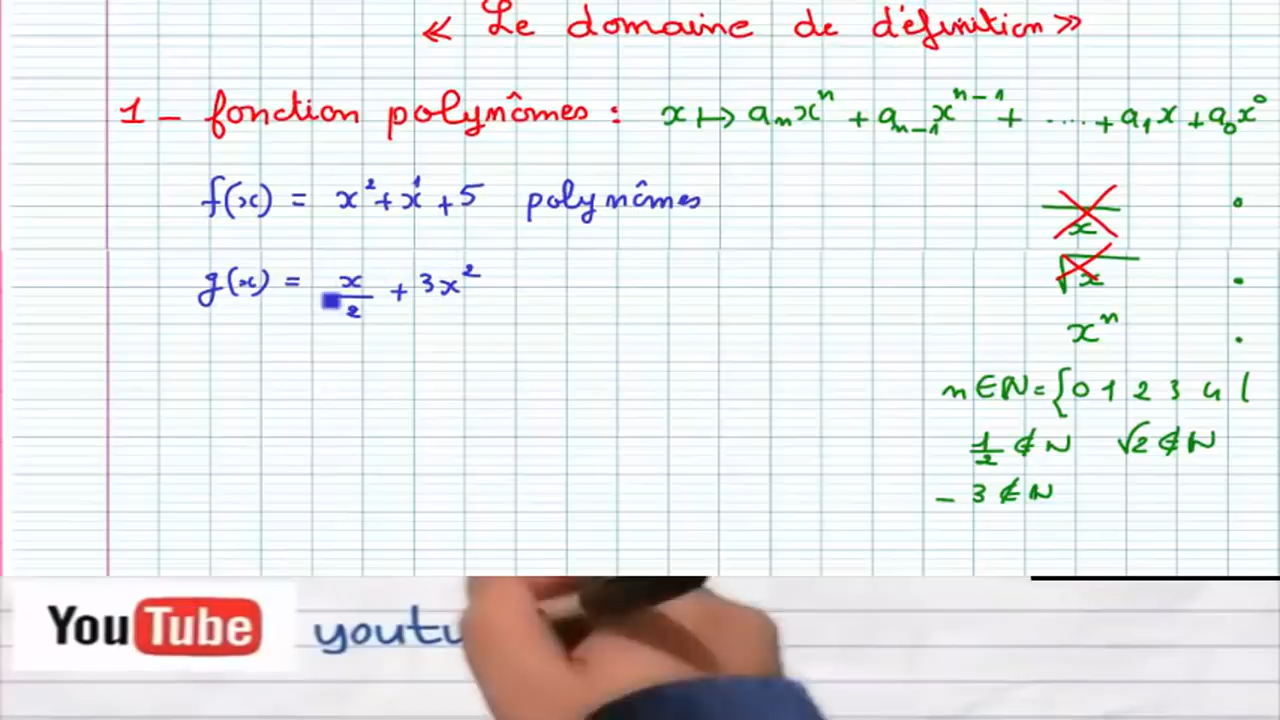 « Le domaine de définition »
1 - fonction polynômes : x ↦ aₙxⁿ + aₙ₋₁xⁿ⁻¹ + ..... + a₁x + a₀x⁰
f(x) = x² + x¹ + 5 polynômes
x
g(x) = x/2 + 3x²
√x
xⁿ
n ∈ N = {0 1 2 3 4 (
1/2 ∉ N √2 ∉ N
- 3 ∉ N
YouTube youtu